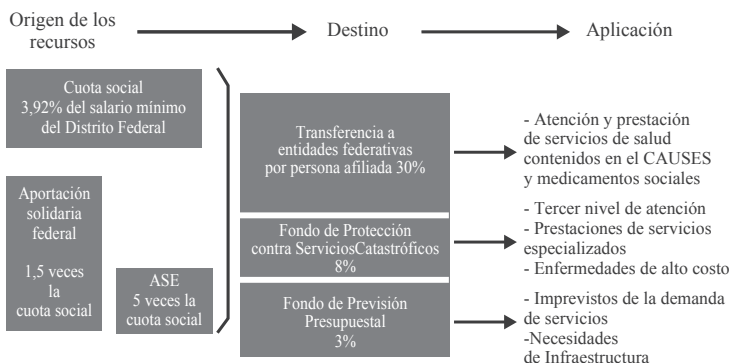 Origen de los
recursos
Destino
Aplicación
Cuota social
3,92% del salario mínimo
del Distrito Federal
Aportación
solidaria
federal
1,5 veces
la
cuota social
ASE
5 veces la
cuota social
Transferencia a
entidades federativas
por persona afiliada 30%
Fondo de Protección
contra ServiciosCatastróficos
8%
Fondo de Previsión
Presupuestal
3%
- Atención y prestación
de servicios de salud
contenidos en el CAUSES
y medicamentos sociales
- Tercer nivel de atención
- Prestaciones de servicios
especializados
- Enfermedades de alto costo
- Imprevistos de la demanda
de servicios
-Necesidades
de Infraestructura